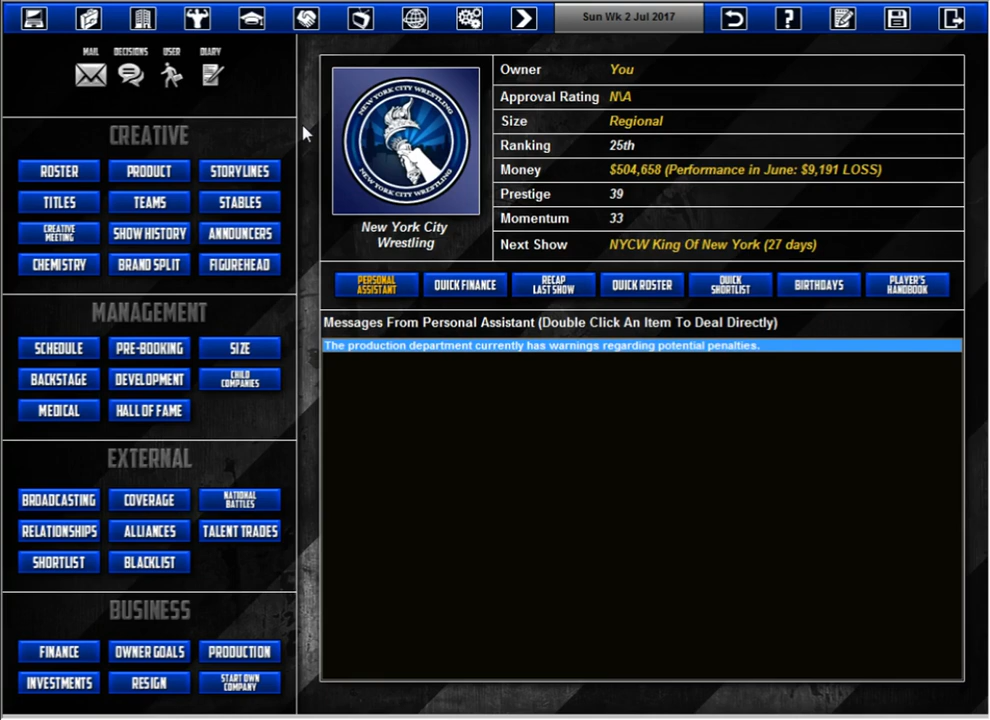 Sun Wk 2 Jul 2017
MAIL DECISIONS USER DIARY
CREATIVE
ROSTER PRODUCT STORYLINES
TITLES TEAMS STABLES
CREATIVE MEETING SHOW HISTORY ANNOUNCERS
CHEMISTRY BRAND SPLIT FIGUREHEAD
MANAGEMENT
SCHEDULE PRE-BOOKING SIZE
BACKSTAGE DEVELOPMENT CHILD COMPANIES
MEDICAL HALL OF FAME
EXTERNAL
BROADCASTING COVERAGE NATIONAL BATTLES
RELATIONSHIPS ALLIANCES TALENT TRADES
SHORTLIST BLACKLIST
BUSINESS
FINANCE OWNER GOALS PRODUCTION
INVESTMENTS RESIGN START OWN COMPANY
NEW YORK CITY WRESTLING
NEW YORK CITY WRESTLING
New York City
Wrestling
Owner You
Approval Rating N\A
Size Regional
Ranking 25th
Money $504,658 (Performance in June: $9,191 LOSS)
Prestige 39
Momentum 33
Next Show NYCW King Of New York (27 days)
PERSONAL ASSISTANT QUICK FINANCE RECAP LAST SHOW QUICK ROSTER QUICK SHORTLIST BIRTHDAYS PLAYER'S HANDBOOK
Messages From Personal Assistant (Double Click An Item To Deal Directly)
The production department currently has warnings regarding potential penalties.